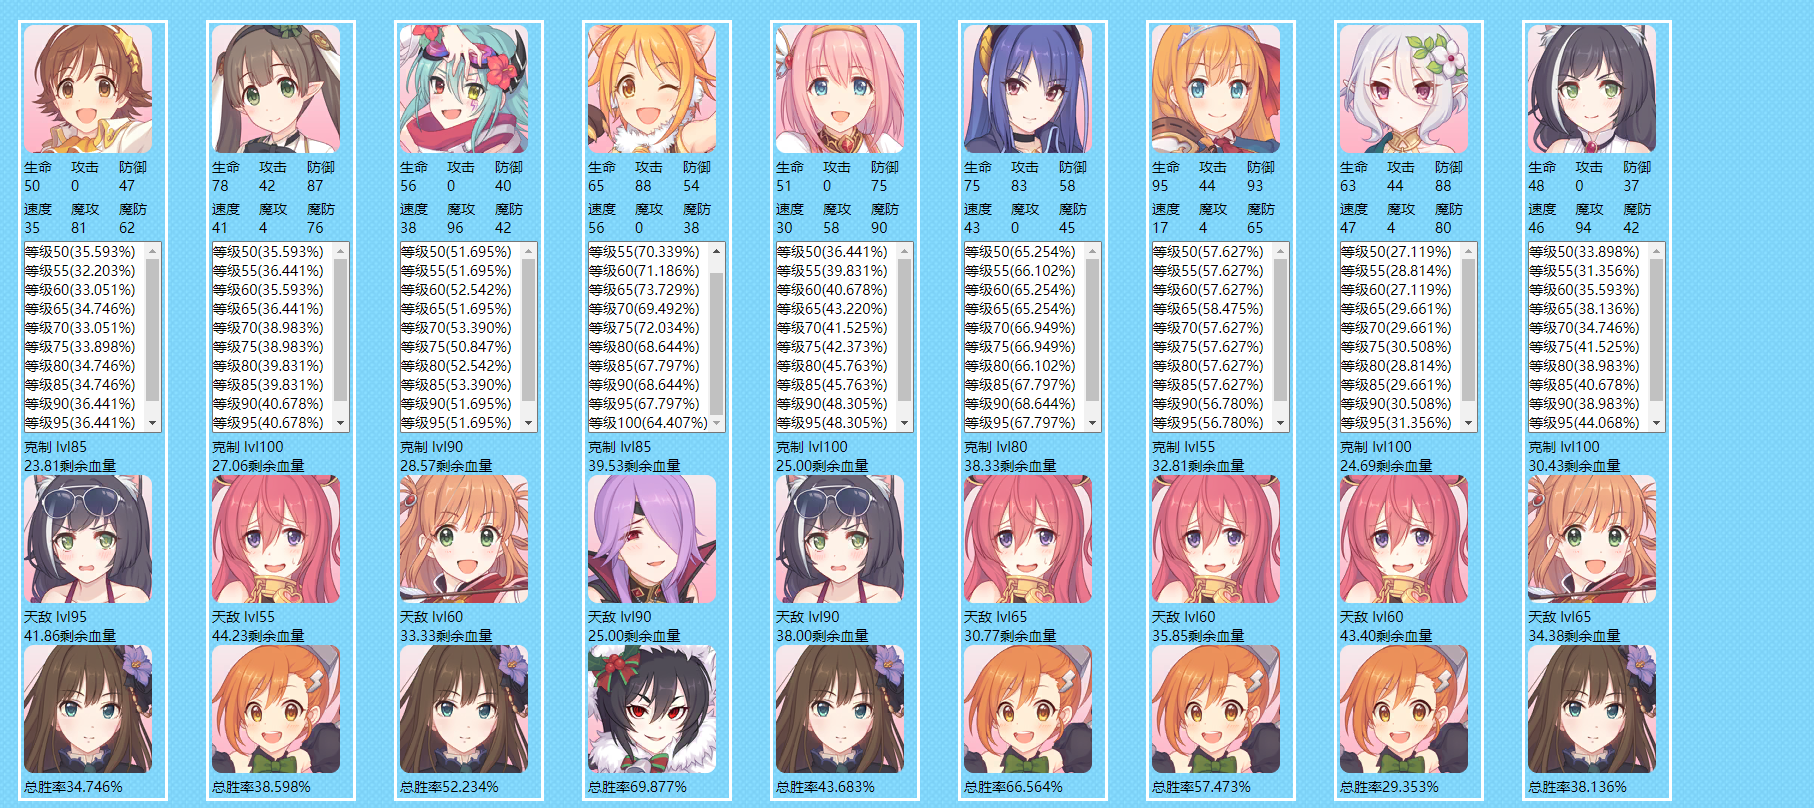 生命 攻击 防御
50 0 47
速度 魔攻 魔防
35 81 62
等级50(35.593%)
等级55(32.203%)
等级60(33.051%)
等级65(34.746%)
等级70(33.051%)
等级75(33.898%)
等级80(34.746%)
等级85(34.746%)
等级90(36.441%)
等级95(36.441%)
克制 lvl85
23.81剩余血量
天敌 lvl95
41.86剩余血量
总胜率34.746%
生命 攻击 防御
78 42 87
速度 魔攻 魔防
41 4 76
等级50(35.593%)
等级55(36.441%)
等级60(35.593%)
等级65(36.441%)
等级70(38.983%)
等级75(38.983%)
等级80(39.831%)
等级85(39.831%)
等级90(40.678%)
等级95(40.678%)
克制 lvl100
27.06剩余血量
天敌 lvl55
44.23剩余血量
总胜率38.598%
生命 攻击 防御
56 0 40
速度 魔攻 魔防
38 96 42
等级50(51.695%)
等级55(51.695%)
等级60(52.542%)
等级65(51.695%)
等级70(53.390%)
等级75(50.847%)
等级80(52.542%)
等级85(53.390%)
等级90(51.695%)
等级95(51.695%)
克制 lvl90
28.57剩余血量
天敌 lvl60
33.33剩余血量
总胜率52.234%
生命 攻击 防御
65 88 54
速度 魔攻 魔防
56 0 38
等级55(70.339%)
等级60(71.186%)
等级65(73.729%)
等级70(69.492%)
等级75(72.034%)
等级80(68.644%)
等级85(67.797%)
等级90(68.644%)
等级95(67.797%)
等级100(64.407%)
克制 lvl85
39.53剩余血量
天敌 lvl90
25.00剩余血量
总胜率69.877%
生命 攻击 防御
51 0 75
速度 魔攻 魔防
30 58 90
等级50(36.441%)
等级55(39.831%)
等级60(40.678%)
等级65(43.220%)
等级70(41.525%)
等级75(42.373%)
等级80(45.763%)
等级85(45.763%)
等级90(48.305%)
等级95(48.305%)
克制 lvl100
25.00剩余血量
天敌 lvl90
38.00剩余血量
总胜率43.683%
生命 攻击 防御
75 83 58
速度 魔攻 魔防
43 0 45
等级50(65.254%)
等级55(66.102%)
等级60(65.254%)
等级65(65.254%)
等级70(66.949%)
等级75(66.949%)
等级80(66.102%)
等级85(67.797%)
等级90(68.644%)
等级95(67.797%)
克制 lvl80
38.33剩余血量
天敌 lvl65
30.77剩余血量
总胜率66.564%
生命 攻击 防御
95 44 93
速度 魔攻 魔防
17 4 65
等级50(57.627%)
等级55(57.627%)
等级60(57.627%)
等级65(58.475%)
等级70(57.627%)
等级75(57.627%)
等级80(57.627%)
等级85(57.627%)
等级90(56.780%)
等级95(56.780%)
克制 lvl55
32.81剩余血量
天敌 lvl60
35.85剩余血量
总胜率57.473%
生命 攻击 防御
63 44 88
速度 魔攻 魔防
47 4 80
等级50(27.119%)
等级55(28.814%)
等级60(27.119%)
等级65(29.661%)
等级70(29.661%)
等级75(30.508%)
等级80(28.814%)
等级85(29.661%)
等级90(30.508%)
等级95(31.356%)
克制 lvl100
24.69剩余血量
天敌 lvl60
43.40剩余血量
总胜率29.353%
生命 攻击 防御
48 0 37
速度 魔攻 魔防
46 94 42
等级50(33.898%)
等级55(31.356%)
等级60(35.593%)
等级65(38.136%)
等级70(34.746%)
等级75(41.525%)
等级80(38.983%)
等级85(40.678%)
等级90(38.983%)
等级95(44.068%)
克制 lvl100
30.43剩余血量
天敌 lvl65
34.38剩余血量
总胜率38.136%